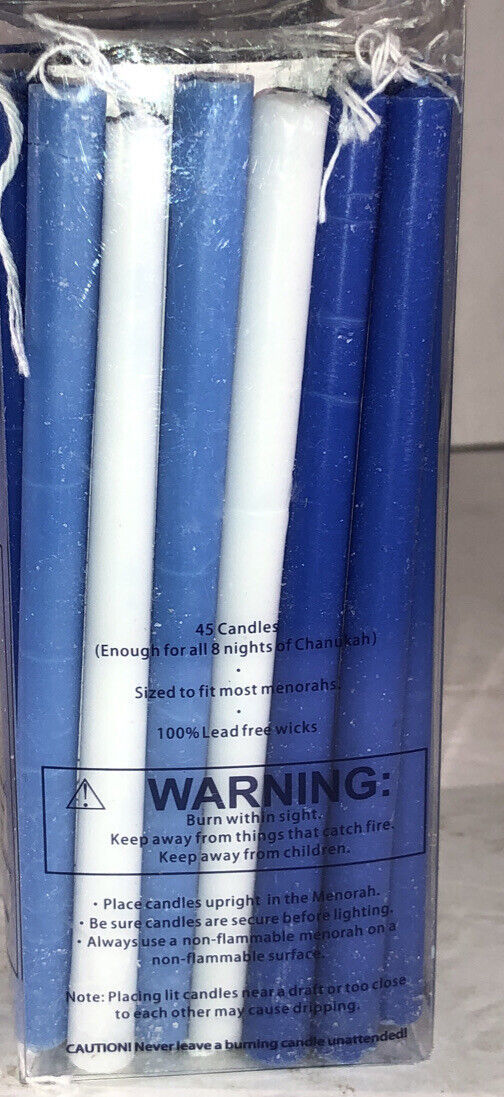 45 Candles
(Enough for all 8 nights of Chanukah)
•
Sized to fit most menorahs.
•
100% Lead free wicks
WARNING:
Burn within sight.
Keep away from things that catch fire.
Keep away from children.
• Place candles upright in the Menorah.
• Be sure candles are secure before lighting.
• Always use a non-flammable menorah on a
non-flammable surface.
Note: Placing lit candles near a draft or too close
to each other may cause dripping.
CAUTION! Never leave a burning candle unattended!